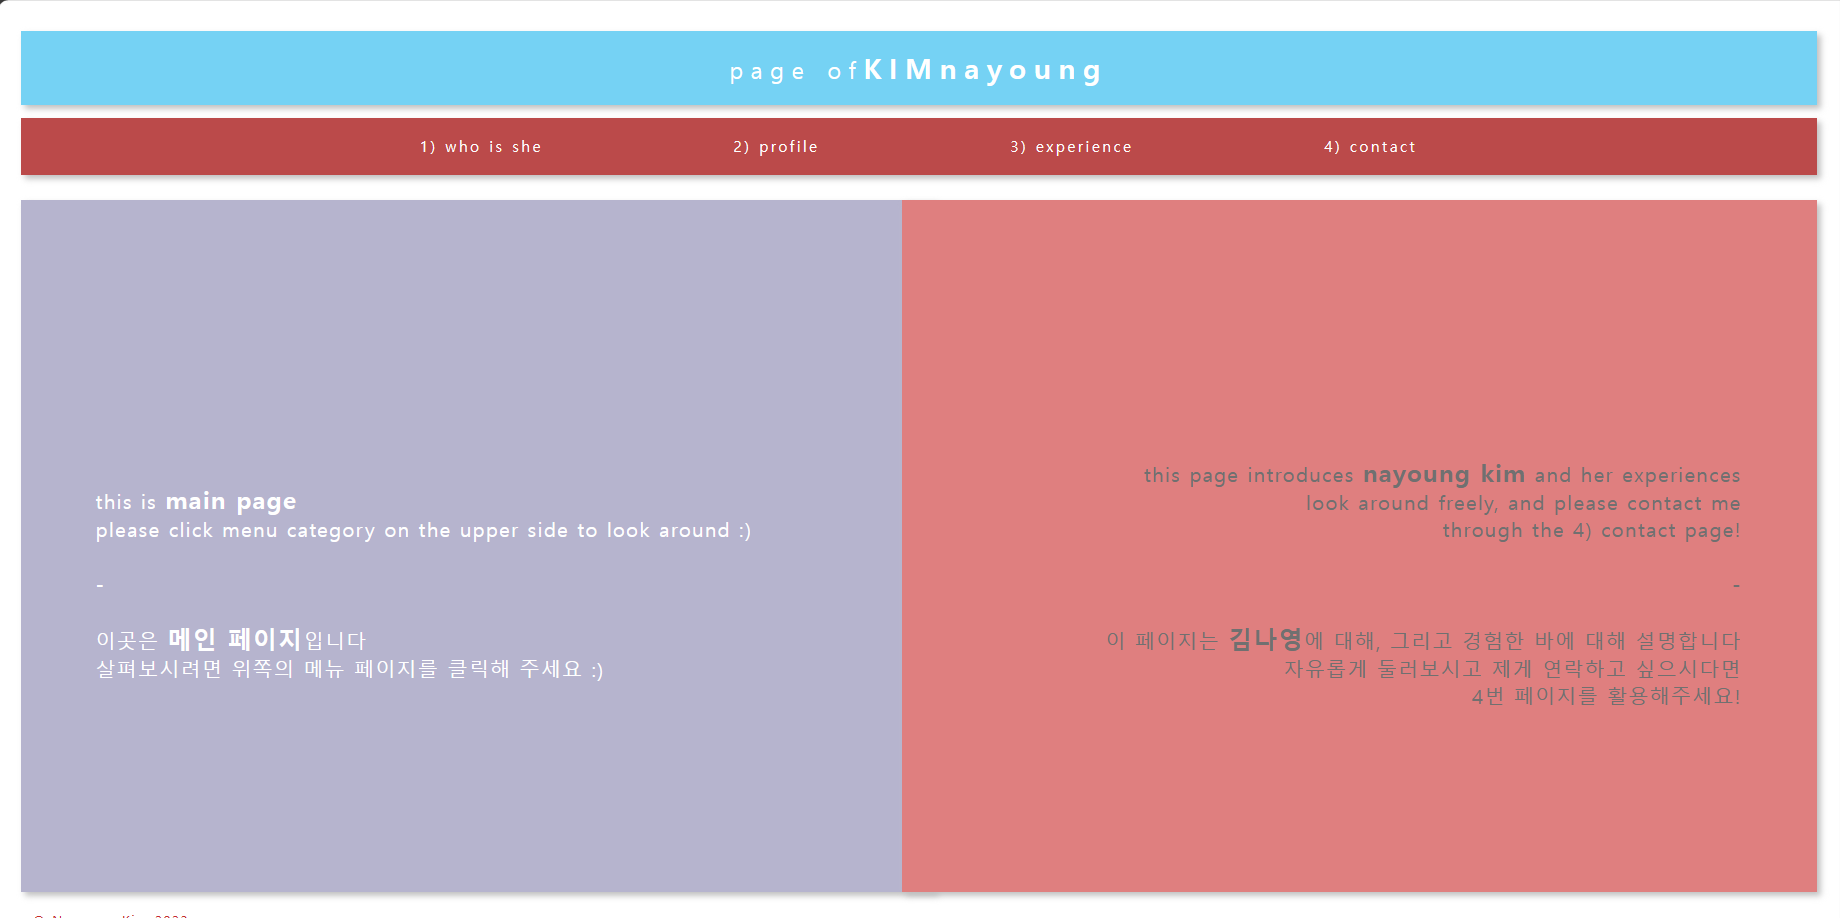 page ofKIMnayoung
1) who is she 2) profile 3) experience 4) contact
this is main page
please click menu category on the upper side to look around :)
-
이곳은 메인 페이지입니다
살펴보시려면 위쪽의 메뉴 페이지를 클릭해 주세요 :)
this page introduces nayoung kim and her experiences
look around freely, and please contact me
through the 4) contact page!
-
이 페이지는 김나영에 대해, 그리고 경험한 바에 대해 설명합니다
자유롭게 둘러보시고 제게 연락하고 싶으시다면
4번 페이지를 활용해주세요!